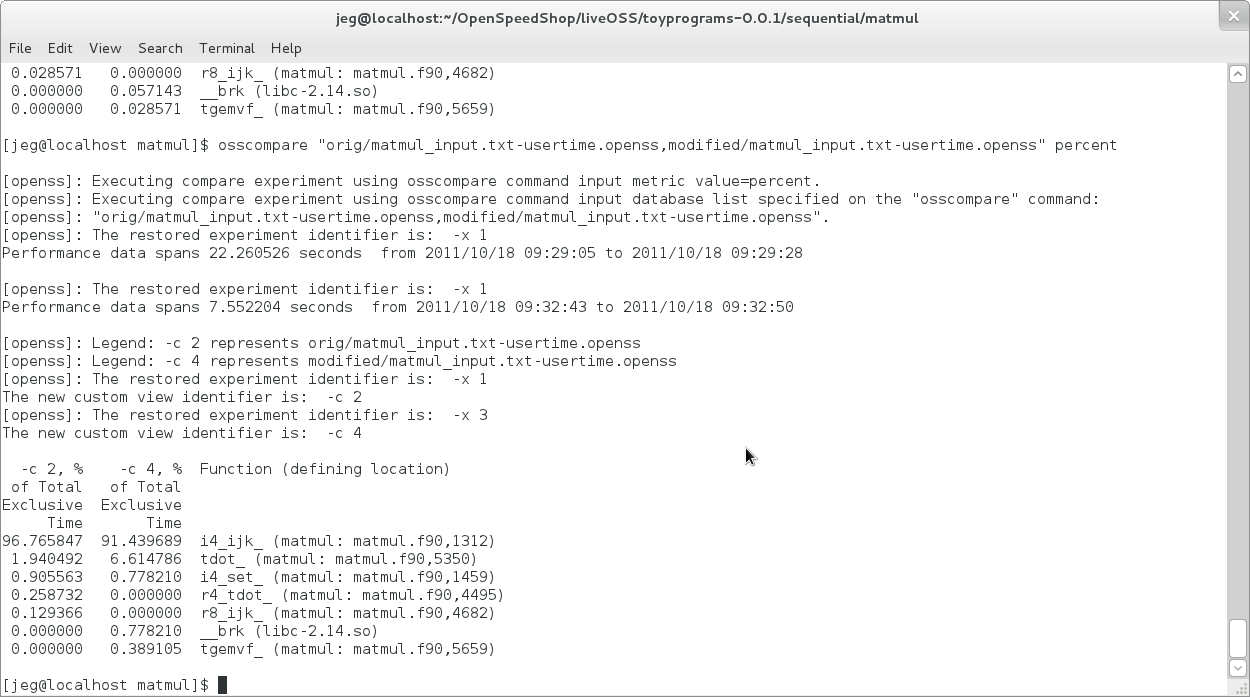 jeg@localhost:~/OpenSpeedShop/liveOSS/toyprograms-0.0.1/sequential/matmul
File Edit View Search Terminal Help
0.028571 0.000000 r8_ijk_ (matmul: matmul.f90,4682)
0.000000 0.057143 __brk (libc-2.14.so)
0.000000 0.028571 tgemvf_ (matmul: matmul.f90,5659)
[jeg@localhost matmul]$ osscompare "orig/matmul_input.txt-usertime.openss,modified/matmul_input.txt-usertime.openss" percent
[openss]: Executing compare experiment using osscompare command input metric value=percent.
[openss]: Executing compare experiment using osscompare command input database list specified on the "osscompare" command:
[openss]: "orig/matmul_input.txt-usertime.openss,modified/matmul_input.txt-usertime.openss".
[openss]: The restored experiment identifier is:  -x 1
Performance data spans 22.260526 seconds  from 2011/10/18 09:29:05 to 2011/10/18 09:29:28
[openss]: The restored experiment identifier is:  -x 1
Performance data spans 7.552204 seconds  from 2011/10/18 09:32:43 to 2011/10/18 09:32:50
[openss]: Legend: -c 2 represents orig/matmul_input.txt-usertime.openss
[openss]: Legend: -c 4 represents modified/matmul_input.txt-usertime.openss
[openss]: The restored experiment identifier is:  -x 1
The new custom view identifier is:  -c 2
[openss]: The restored experiment identifier is:  -x 3
The new custom view identifier is:  -c 4
-c 2, % -c 4, % Function (defining location)
of Total of Total
Exclusive Exclusive
Time Time
96.765847 91.439689 i4_ijk_ (matmul: matmul.f90,1312)
1.940492 6.614786 tdot_ (matmul: matmul.f90,5350)
0.905563 0.778210 i4_set_ (matmul: matmul.f90,1459)
0.258732 0.000000 r4_tdot_ (matmul: matmul.f90,4495)
0.129366 0.000000 r8_ijk_ (matmul: matmul.f90,4682)
0.000000 0.778210 __brk (libc-2.14.so)
0.000000 0.389105 tgemvf_ (matmul: matmul.f90,5659)
[jeg@localhost matmul]$